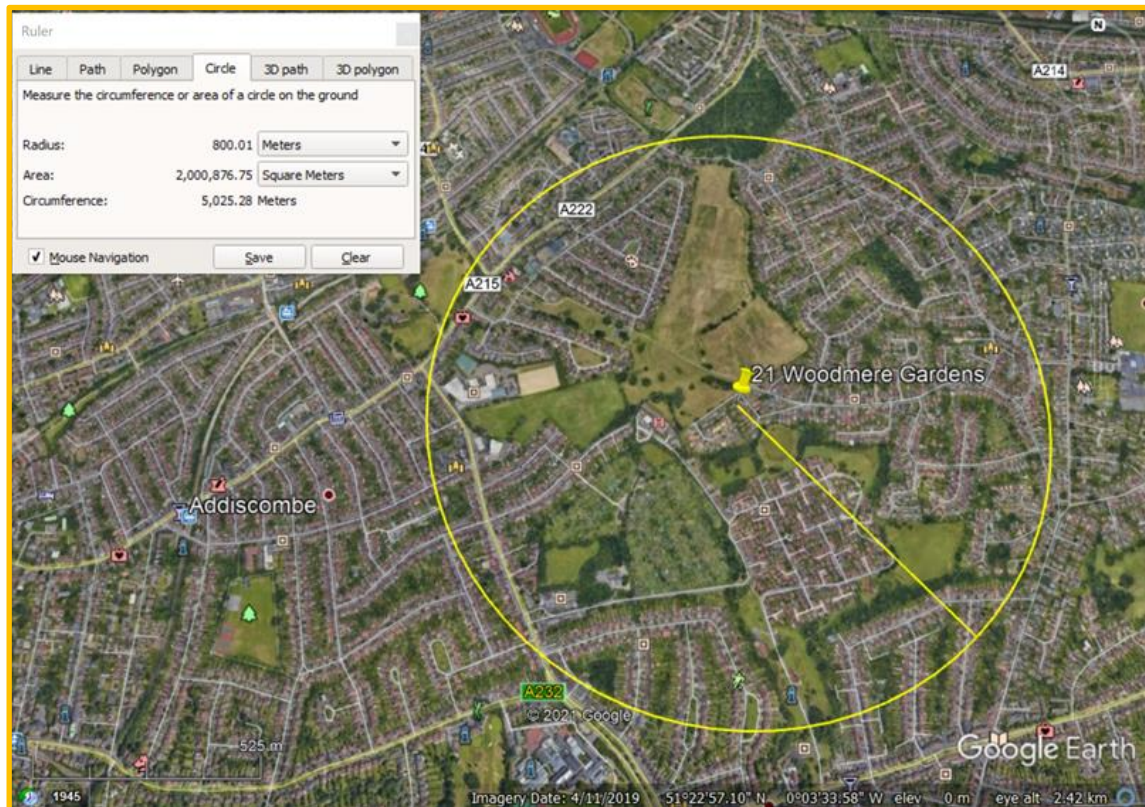 Ruler
Line Path Polygon Circle 3D path 3D polygon
Measure the circumference or area of a circle on the ground
Radius: 800.01 Meters
Area: 2,000,876.75 Square Meters
Circumference: 5,025.28 Meters
Mouse Navigation Save Clear
N
A214
A222
A215
21 Woodmere Gardens
Addiscombe
A232
© 2021 Google
525 m
Google Earth
1945 Imagery Date: 4/11/2019 51°22'57.10" N 0°03'33.58" W elev 0 m eye alt 2.42 km